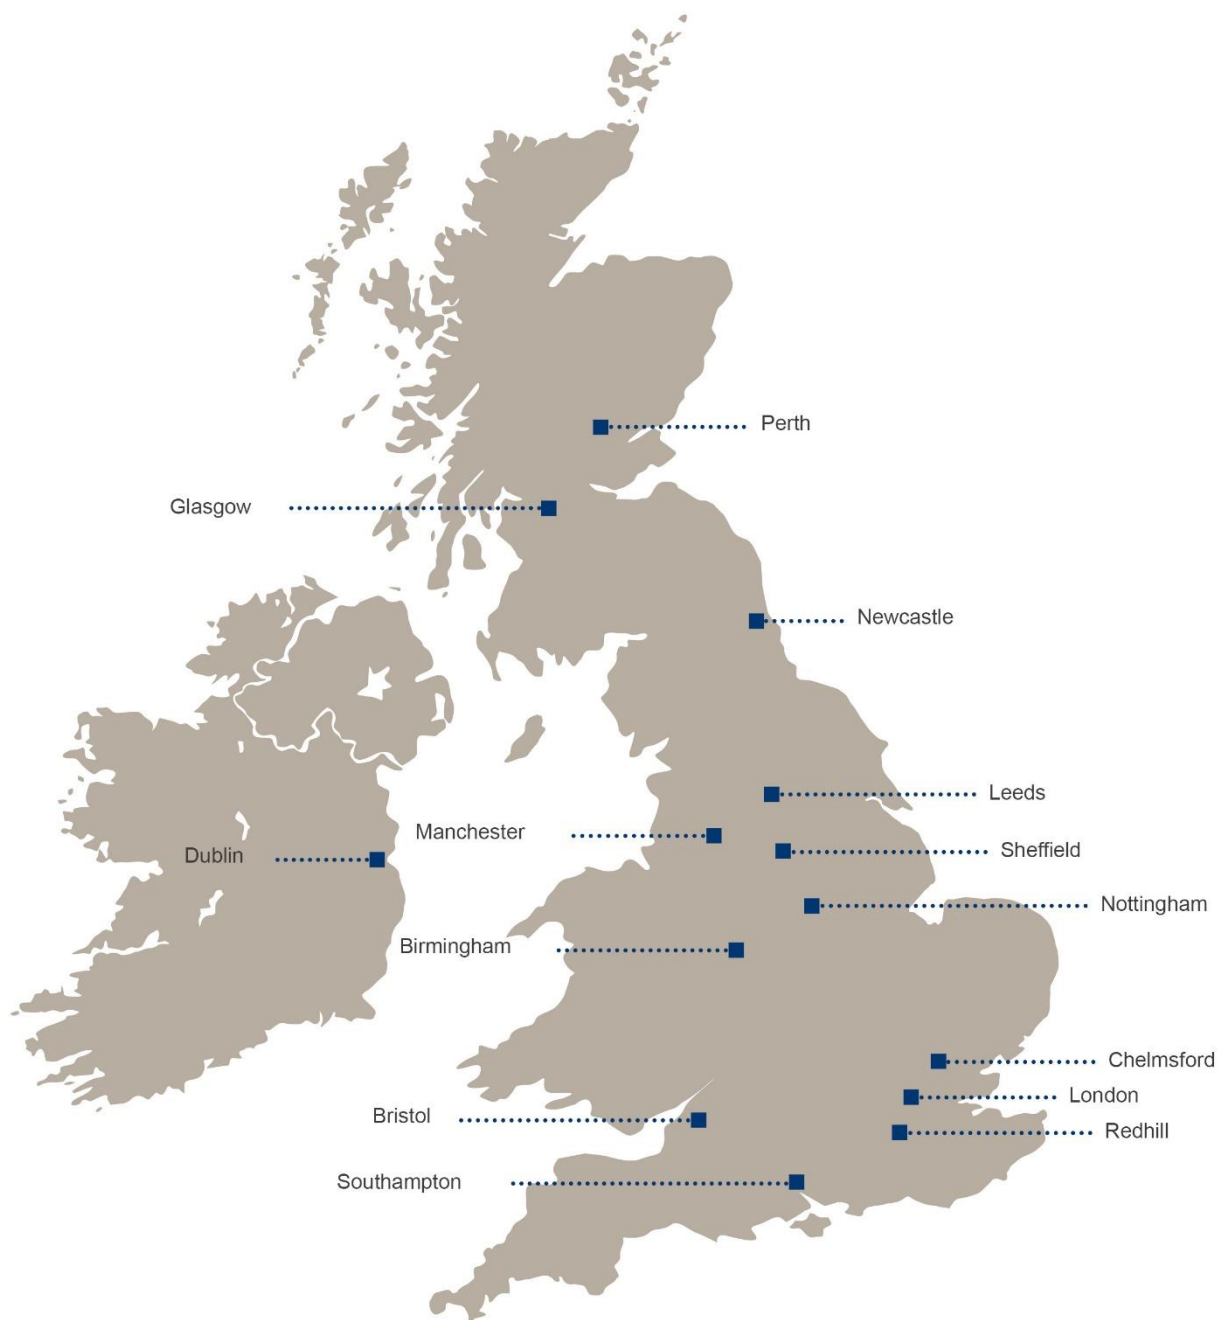 Perth
Glasgow
Newcastle
Leeds
Manchester
Sheffield
Dublin
Nottingham
Birmingham
Chelmsford
London
Bristol
Redhill
Southampton